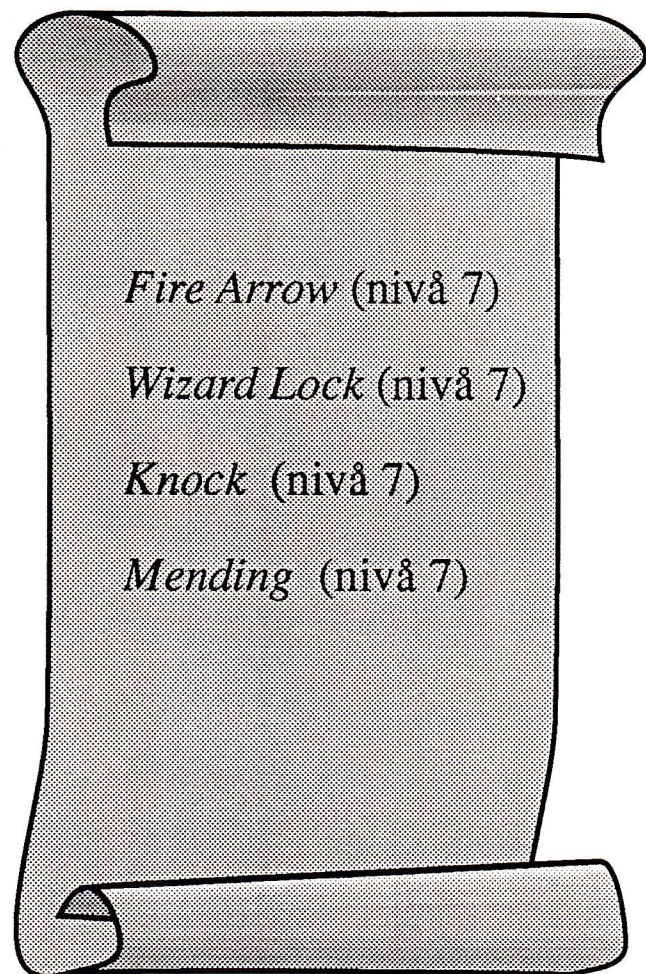 Fire Arrow (nivå 7)
Wizard Lock (nivå 7)
Knock (nivå 7)
Mending (nivå 7)